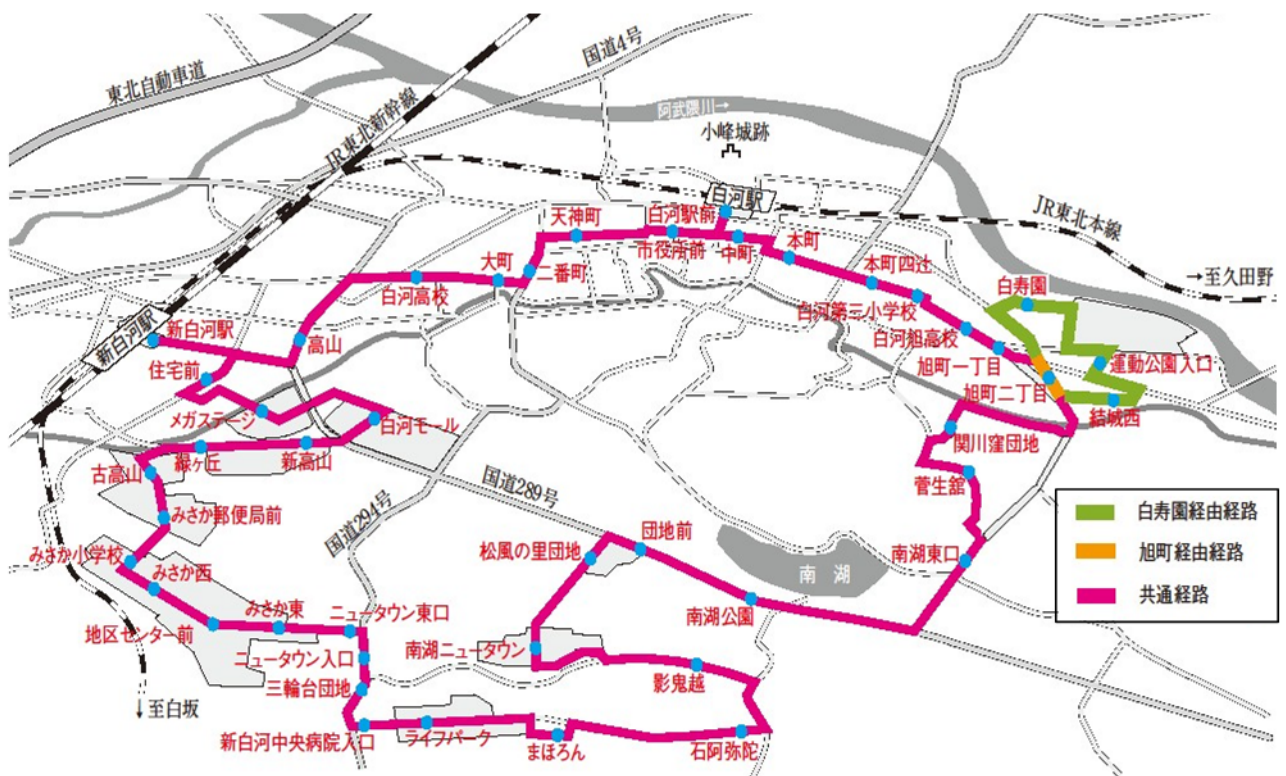 東北自動車道
JR東北新幹線
国道4号
阿武隈川→
小峰城跡
白河駅
JR東北本線
→至久田野
天神町
白河駅前
市役所前
中町
本町
本町四辻
白河第三小学校
白河旭高校
旭町一丁目
旭町二丁目
白寿園
運動公園入口
結城西
大町
二番町
白河高校
新白河駅
新白河駅
高山
住宅前
メガステージ
白河モール
緑ヶ丘
新高山
古高山
みさか郵便局前
みさか小学校
みさか西
地区センター前
みさか東
ニュータウン東口
ニュータウン入口
三輪台団地
新白河中央病院入口
ライフパーク
まほろん
石阿弥陀
影鬼越
南湖ニュータウン
松風の里団地
団地前
南湖公園
南湖
南湖東口
菅生舘
関川窪団地
国道289号
国道294号
↓至白坂
白寿園経由経路
旭町経由経路
共通経路